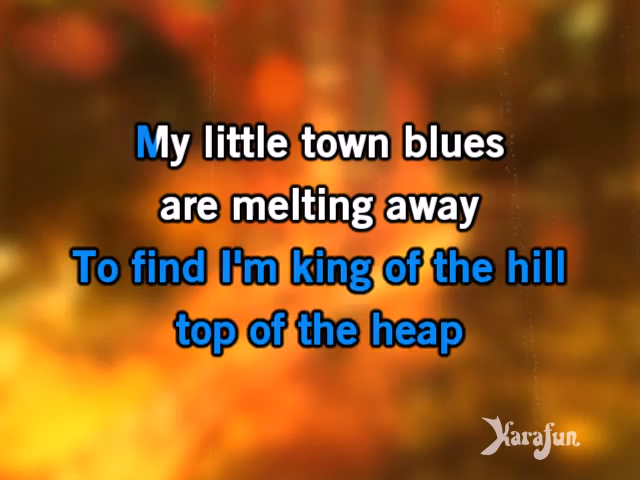 My little town blues
are melting away
To find I'm king of the hill
top of the heap
Karafun